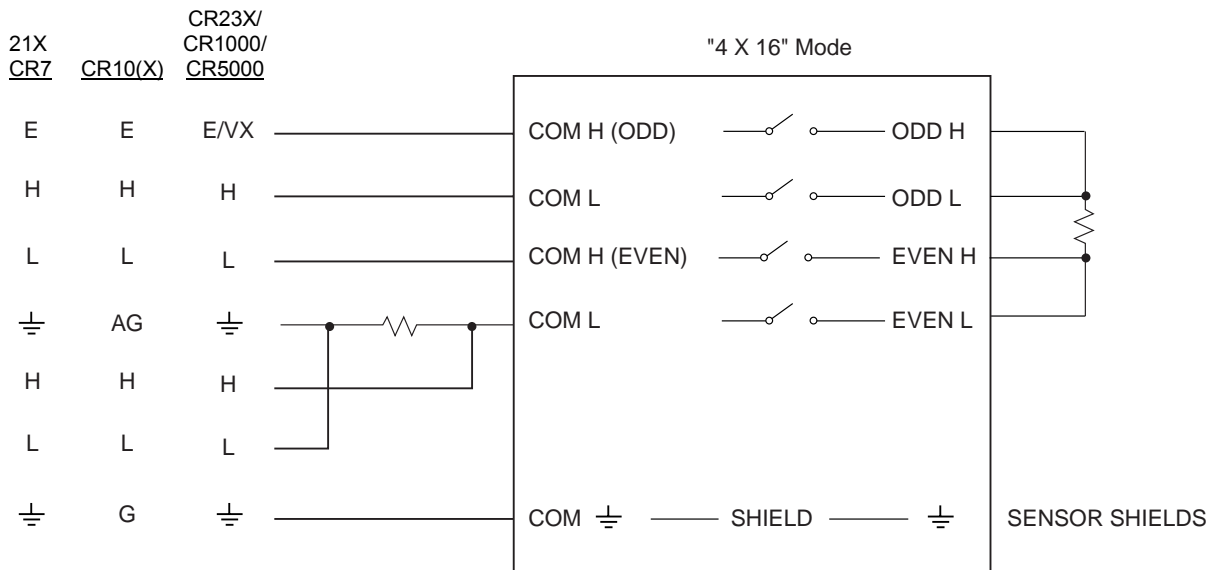 CR23X/
21X CR1000/
CR7 CR10(X) CR5000
"4 X 16" Mode
E E E/VX COM H (ODD) ODD H
H H H COM L ODD L
L L L COM H (EVEN) EVEN H
AG COM L EVEN L
H H H
L L L
G COM SHIELD SENSOR SHIELDS